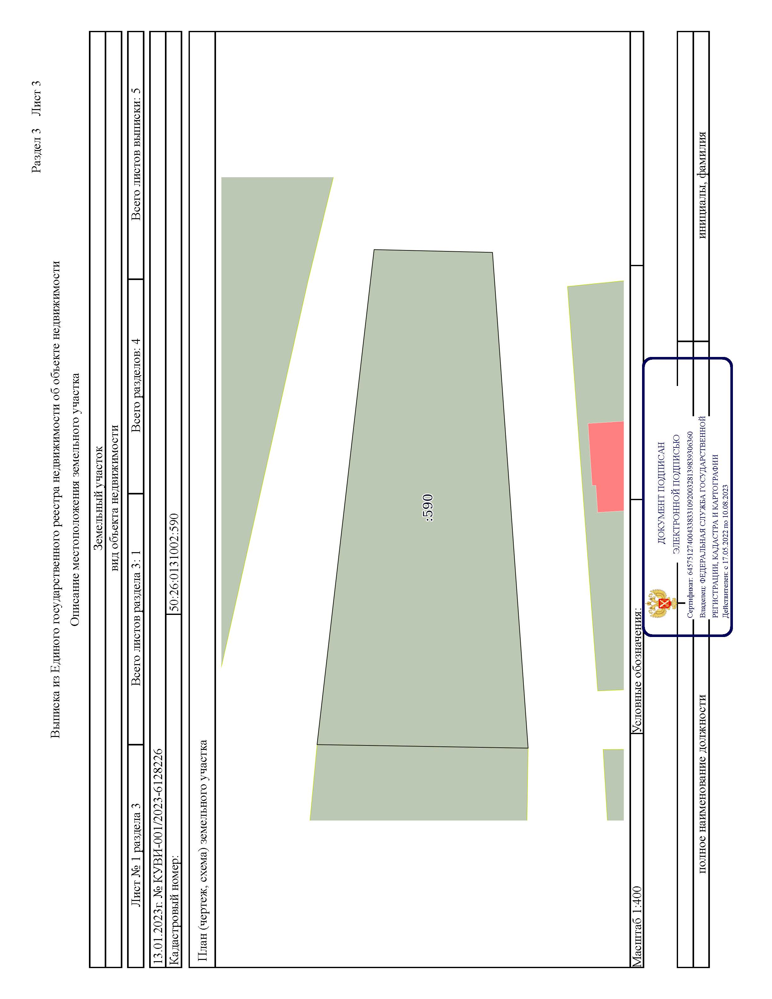 Раздел 3 Лист 3
Выписка из Единого государственного реестра недвижимости об объекте недвижимости
Описание местоположения земельного участка
Земельный участок
вид объекта недвижимости
Лист № 1 раздела 3 Всего листов раздела 3: 1 Всего разделов: 4 Всего листов выписки: 5
13.01.2023г. № КУВИ-001/2023-6128226
Кадастровый номер: 50:26:0131002:590
План (чертеж, схема) земельного участка
:590
Масштаб 1:400 Условные обозначения:
ДОКУМЕНТ ПОДПИСАН
ЭЛЕКТРОННОЙ ПОДПИСЬЮ
Сертификат: 64575127400433833109200328139839306360
Владелец: ФЕДЕРАЛЬНАЯ СЛУЖБА ГОСУДАРСТВЕННОЙ
РЕГИСТРАЦИИ, КАДАСТРА И КАРТОГРАФИИ
Действителен: с 17.05.2022 по 10.08.2023
полное наименование должности инициалы, фамилия